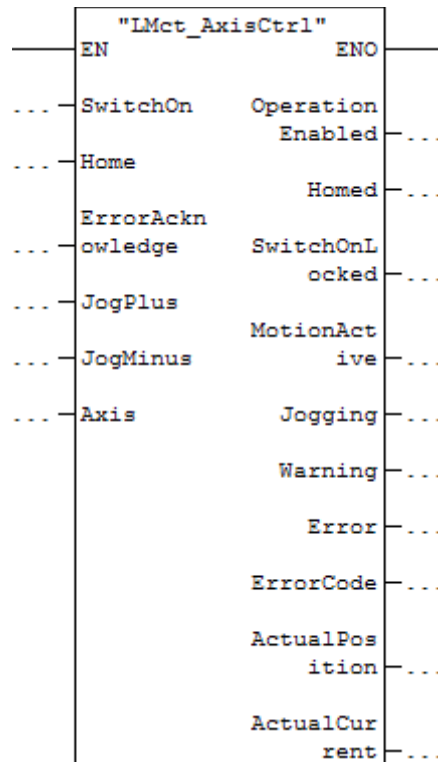 "LMct_AxisCtrl"
EN ENO
... SwitchOn Operation
Enabled ...
... Home
Homed ...
ErrorAckn
... owledge SwitchOnL
ocked ...
... JogPlus
MotionAct
... JogMinus ive ...
... Axis Jogging ...
Warning ...
Error ...
ErrorCode ...
ActualPos
ition ...
ActualCur
rent ...